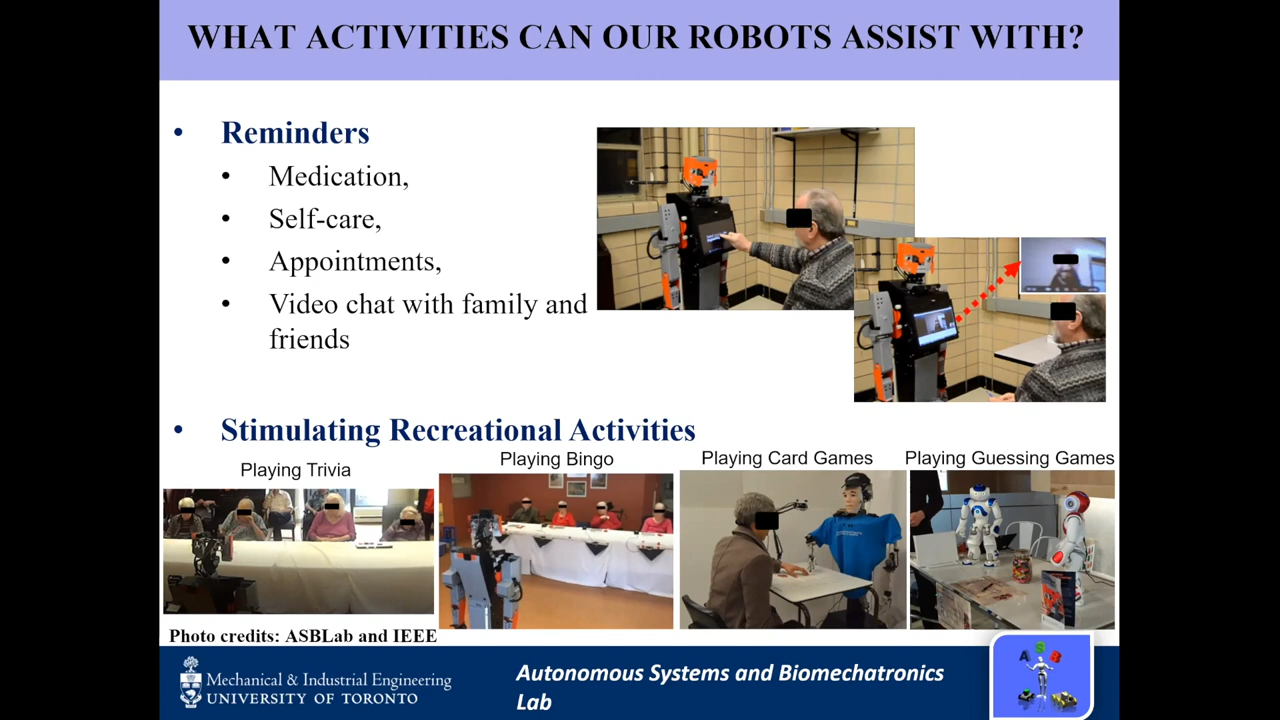 WHAT ACTIVITIES CAN OUR ROBOTS ASSIST WITH?
• Reminders
• Medication,
• Self-care,
• Appointments,
• Video chat with family and
friends
• Stimulating Recreational Activities
Playing Trivia
Playing Bingo
Playing Card Games
Playing Guessing Games
Photo credits: ASBLab and IEEE
Mechanical & Industrial Engineering
UNIVERSITY OF TORONTO
Autonomous Systems and Biomechatronics
Lab
ASB